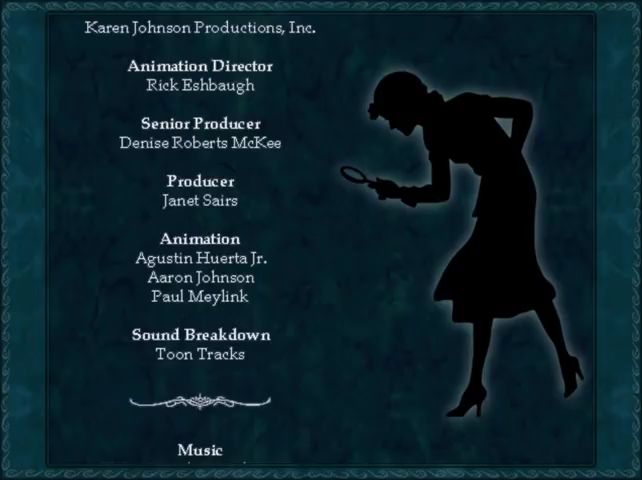 Karen Johnson Productions, Inc.
Animation Director
Rick Eshbaugh
Senior Producer
Denise Roberts McKee
Producer
Janet Sairs
Animation
Agustin Huerta Jr.
Aaron Johnson
Paul Meylink
Sound Breakdown
Toon Tracks
Music